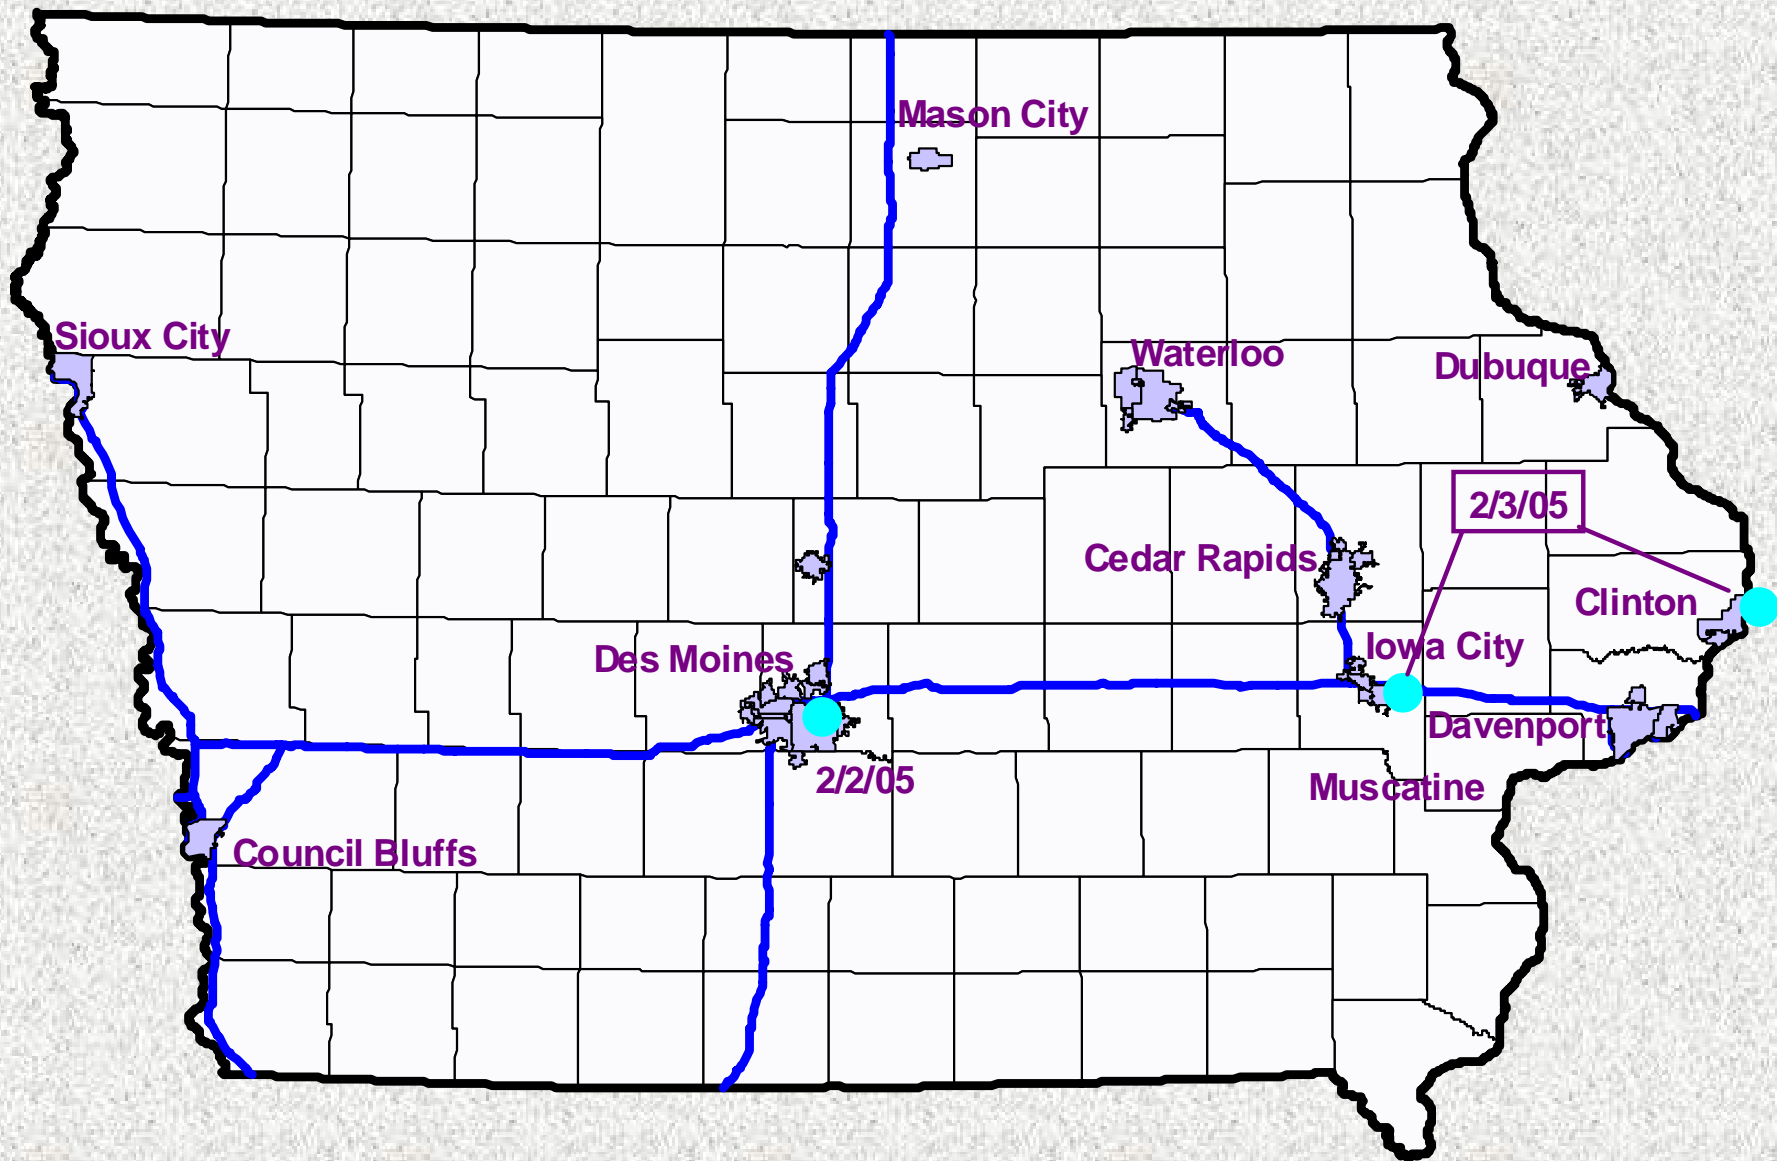 Mason City
Sioux City
Waterloo
Dubuque
2/3/05
Cedar Rapids
Clinton
Iowa City
Des Moines
Davenport
2/2/05
Muscatine
Council Bluffs